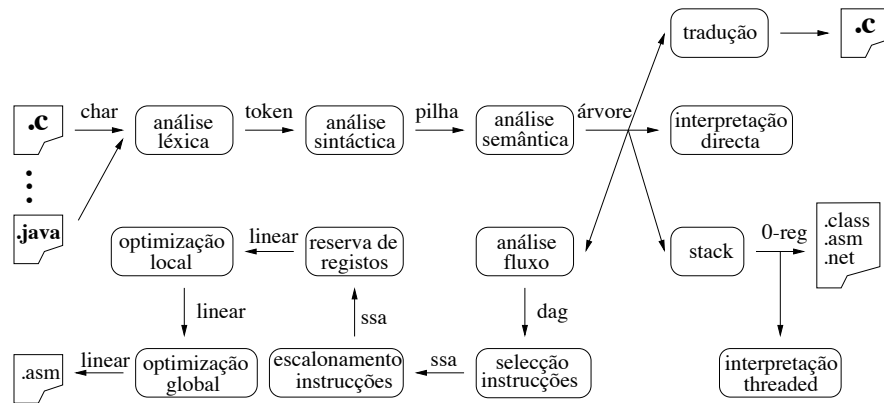 tradução
.c
.c
char
análise
léxica
token
análise
sintáctica
pilha
análise
semântica
árvore
interpretação
directa
.java
optimização
local
linear
reserva de
registos
análise
fluxo
stack
0-reg
.class
.asm
.net
linear
ssa
dag
.asm
linear
optimização
global
escalonamento
instrucções
ssa
selecção
instrucções
interpretação
threaded